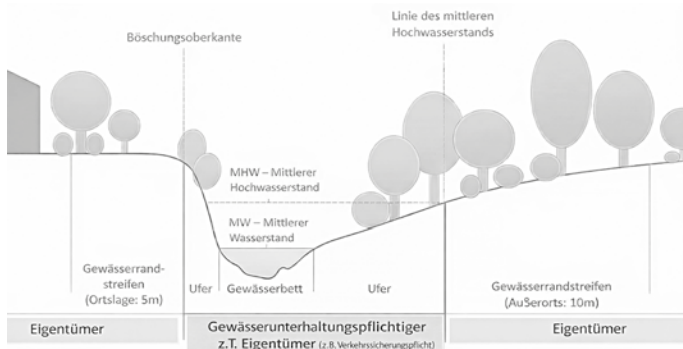 Linie des mittleren
Hochwasserstands
Böschungsoberkante
MHW – Mittlerer
Hochwasserstand
MW – Mittlerer
Wasserstand
Gewässerrand-
streifen
(Ortslage: 5m)
Ufer
Gewässerbett
Ufer
Gewässerrandstreifen
(Außerorts: 10m)
Eigentümer
Gewässerunterhaltungspflichtiger
z.T. Eigentümer (z.B. Verkehrssicherungspflicht)
Eigentümer